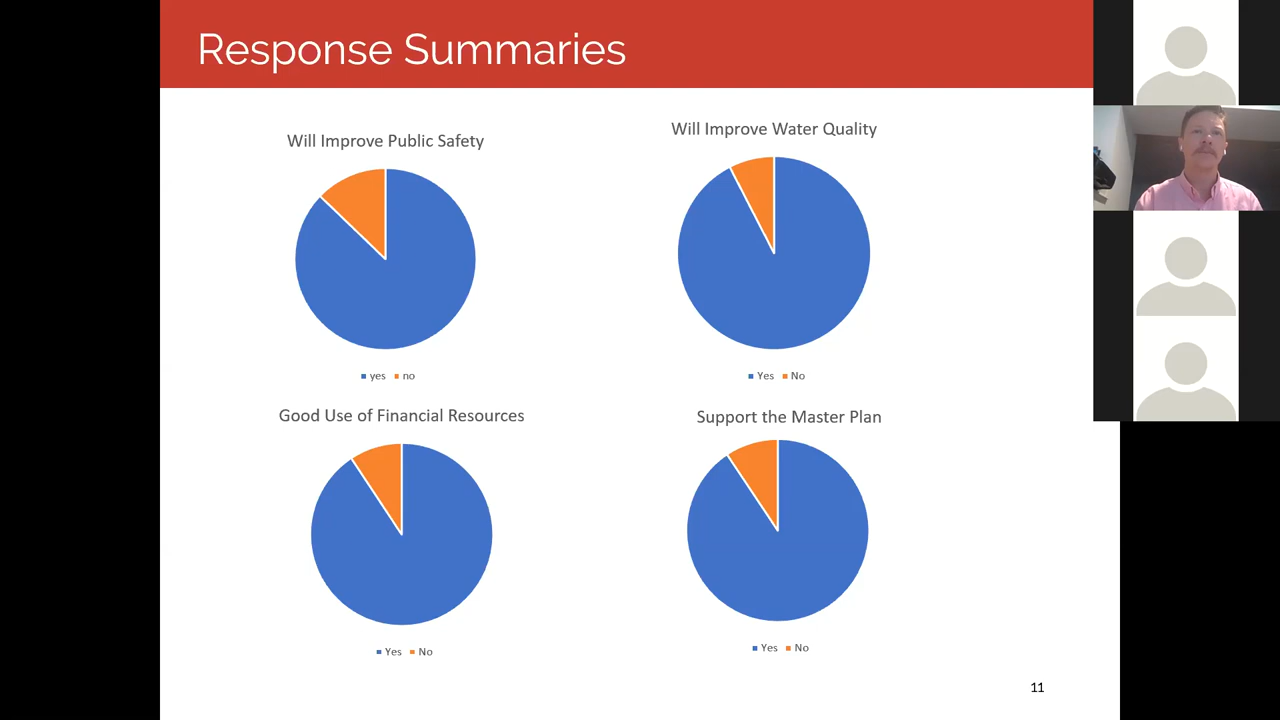 Response Summaries
Will Improve Public Safety
yes no
Will Improve Water Quality
Yes No
Good Use of Financial Resources
Yes No
Support the Master Plan
Yes No
11